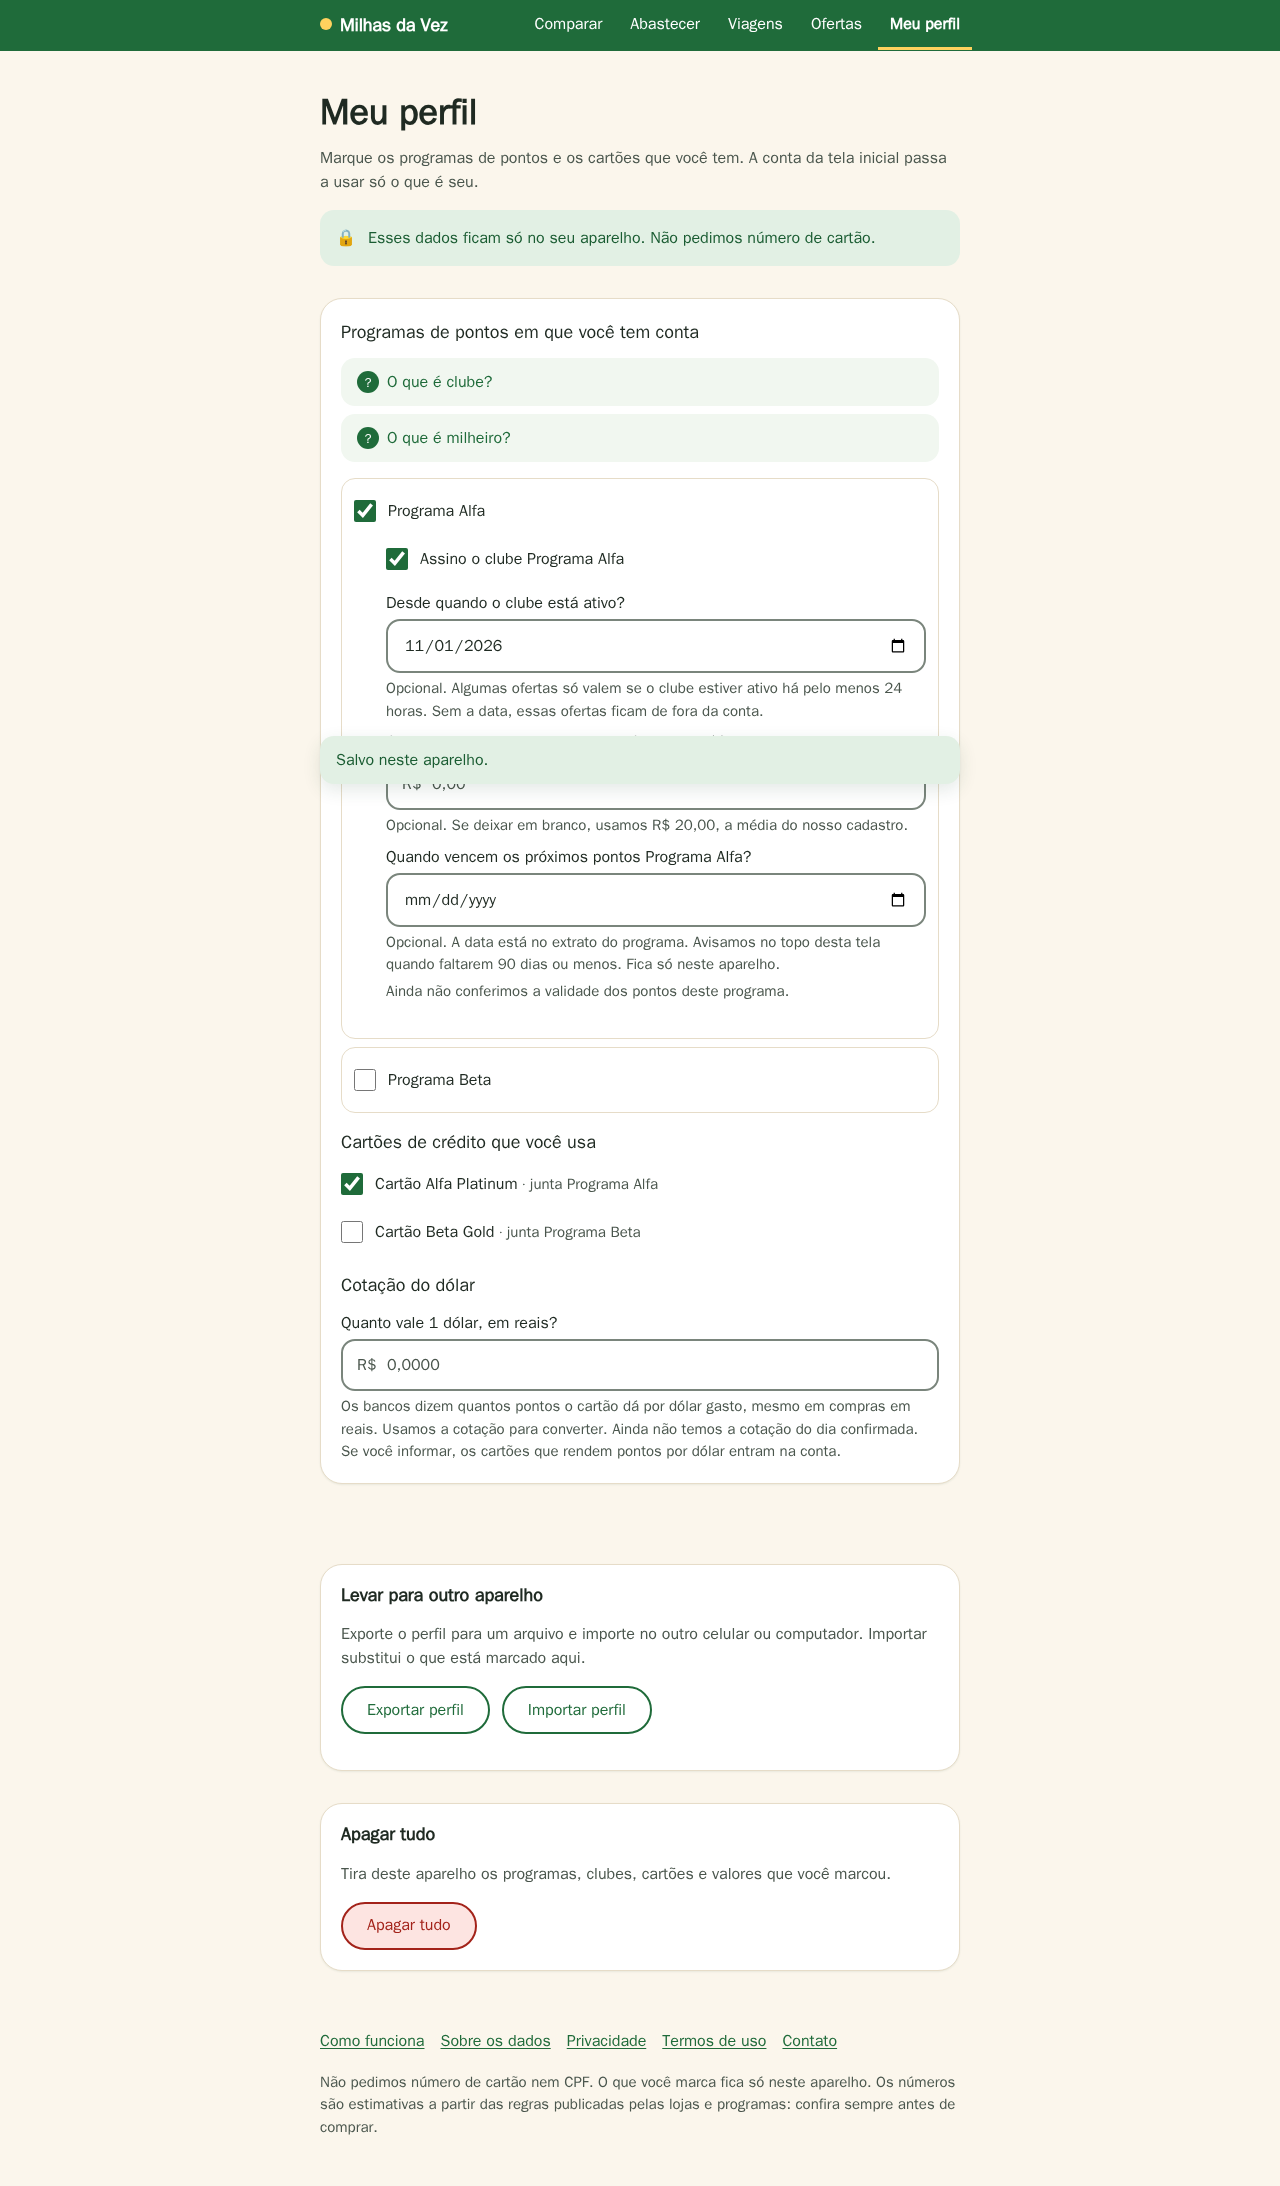 Milhas da Vez
Comparar
Abastecer
Viagens
Ofertas
Meu perfil
Meu perfil
Marque os programas de pontos e os cartões que você tem. A conta da tela inicial passa
a usar só o que é seu.
Esses dados ficam só no seu aparelho. Não pedimos número de cartão.
Programas de pontos em que você tem conta
? O que é clube?
? O que é milheiro?
Programa Alfa
Assino o clube Programa Alfa
Desde quando o clube está ativo?
11/01/2026
Opcional. Algumas ofertas só valem se o clube estiver ativo há pelo menos 24
horas. Sem a data, essas ofertas ficam de fora da conta.
Salvo neste aparelho.
R$ 0,00
Opcional. Se deixar em branco, usamos R$ 20,00, a média do nosso cadastro.
Quando vencem os próximos pontos Programa Alfa?
mm/dd/yyyy
Opcional. A data está no extrato do programa. Avisamos no topo desta tela
quando faltarem 90 dias ou menos. Fica só neste aparelho.
Ainda não conferimos a validade dos pontos deste programa.
Programa Beta
Cartões de crédito que você usa
Cartão Alfa Platinum · junta Programa Alfa
Cartão Beta Gold · junta Programa Beta
Cotação do dólar
Quanto vale 1 dólar, em reais?
R$ 0,0000
Os bancos dizem quantos pontos o cartão dá por dólar gasto, mesmo em compras em
reais. Usamos a cotação para converter. Ainda não temos a cotação do dia confirmada.
Se você informar, os cartões que rendem pontos por dólar entram na conta.
Levar para outro aparelho
Exporte o perfil para um arquivo e importe no outro celular ou computador. Importar
substitui o que está marcado aqui.
Exportar perfil
Importar perfil
Apagar tudo
Tira deste aparelho os programas, clubes, cartões e valores que você marcou.
Apagar tudo
Como funciona
Sobre os dados
Privacidade
Termos de uso
Contato
Não pedimos número de cartão nem CPF. O que você marca fica só neste aparelho. Os números
são estimativas a partir das regras publicadas pelas lojas e programas: confira sempre antes de
comprar.